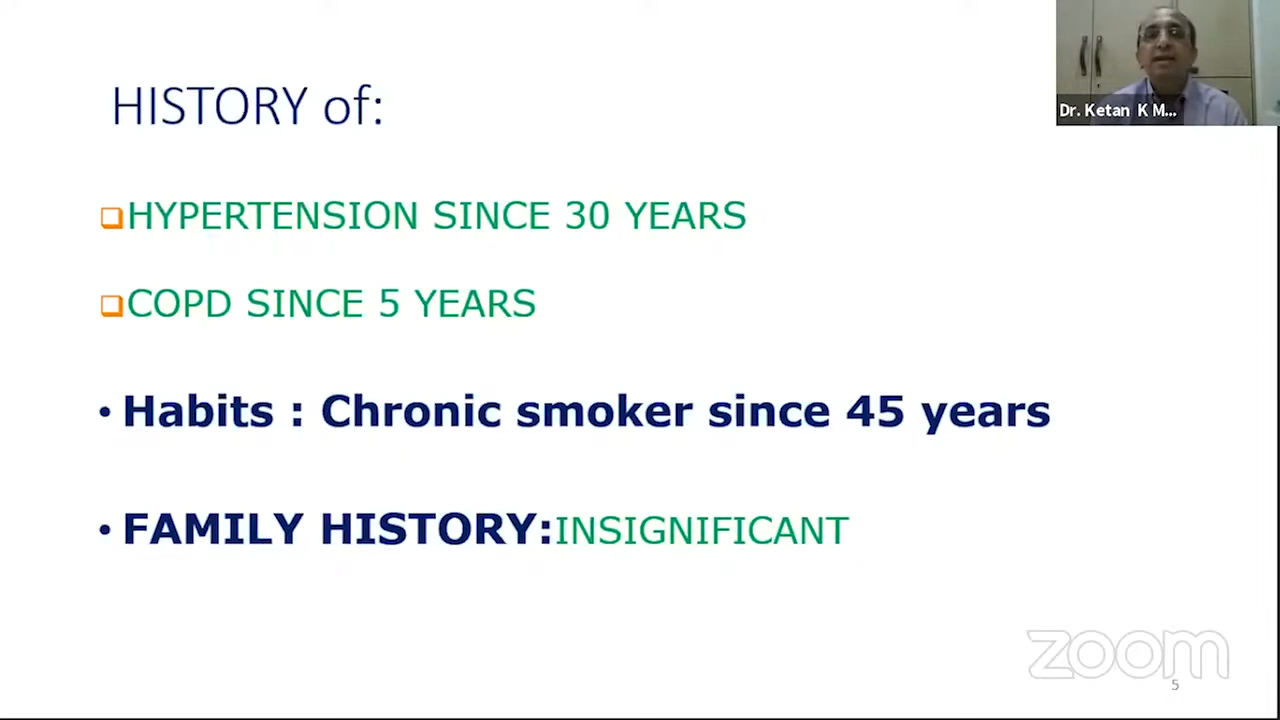 HISTORY of:
Dr. Ketan K M...
HYPERTENSION SINCE 30 YEARS
COPD SINCE 5 YEARS
• Habits : Chronic smoker since 45 years
• FAMILY HISTORY:INSIGNIFICANT
zoom
5